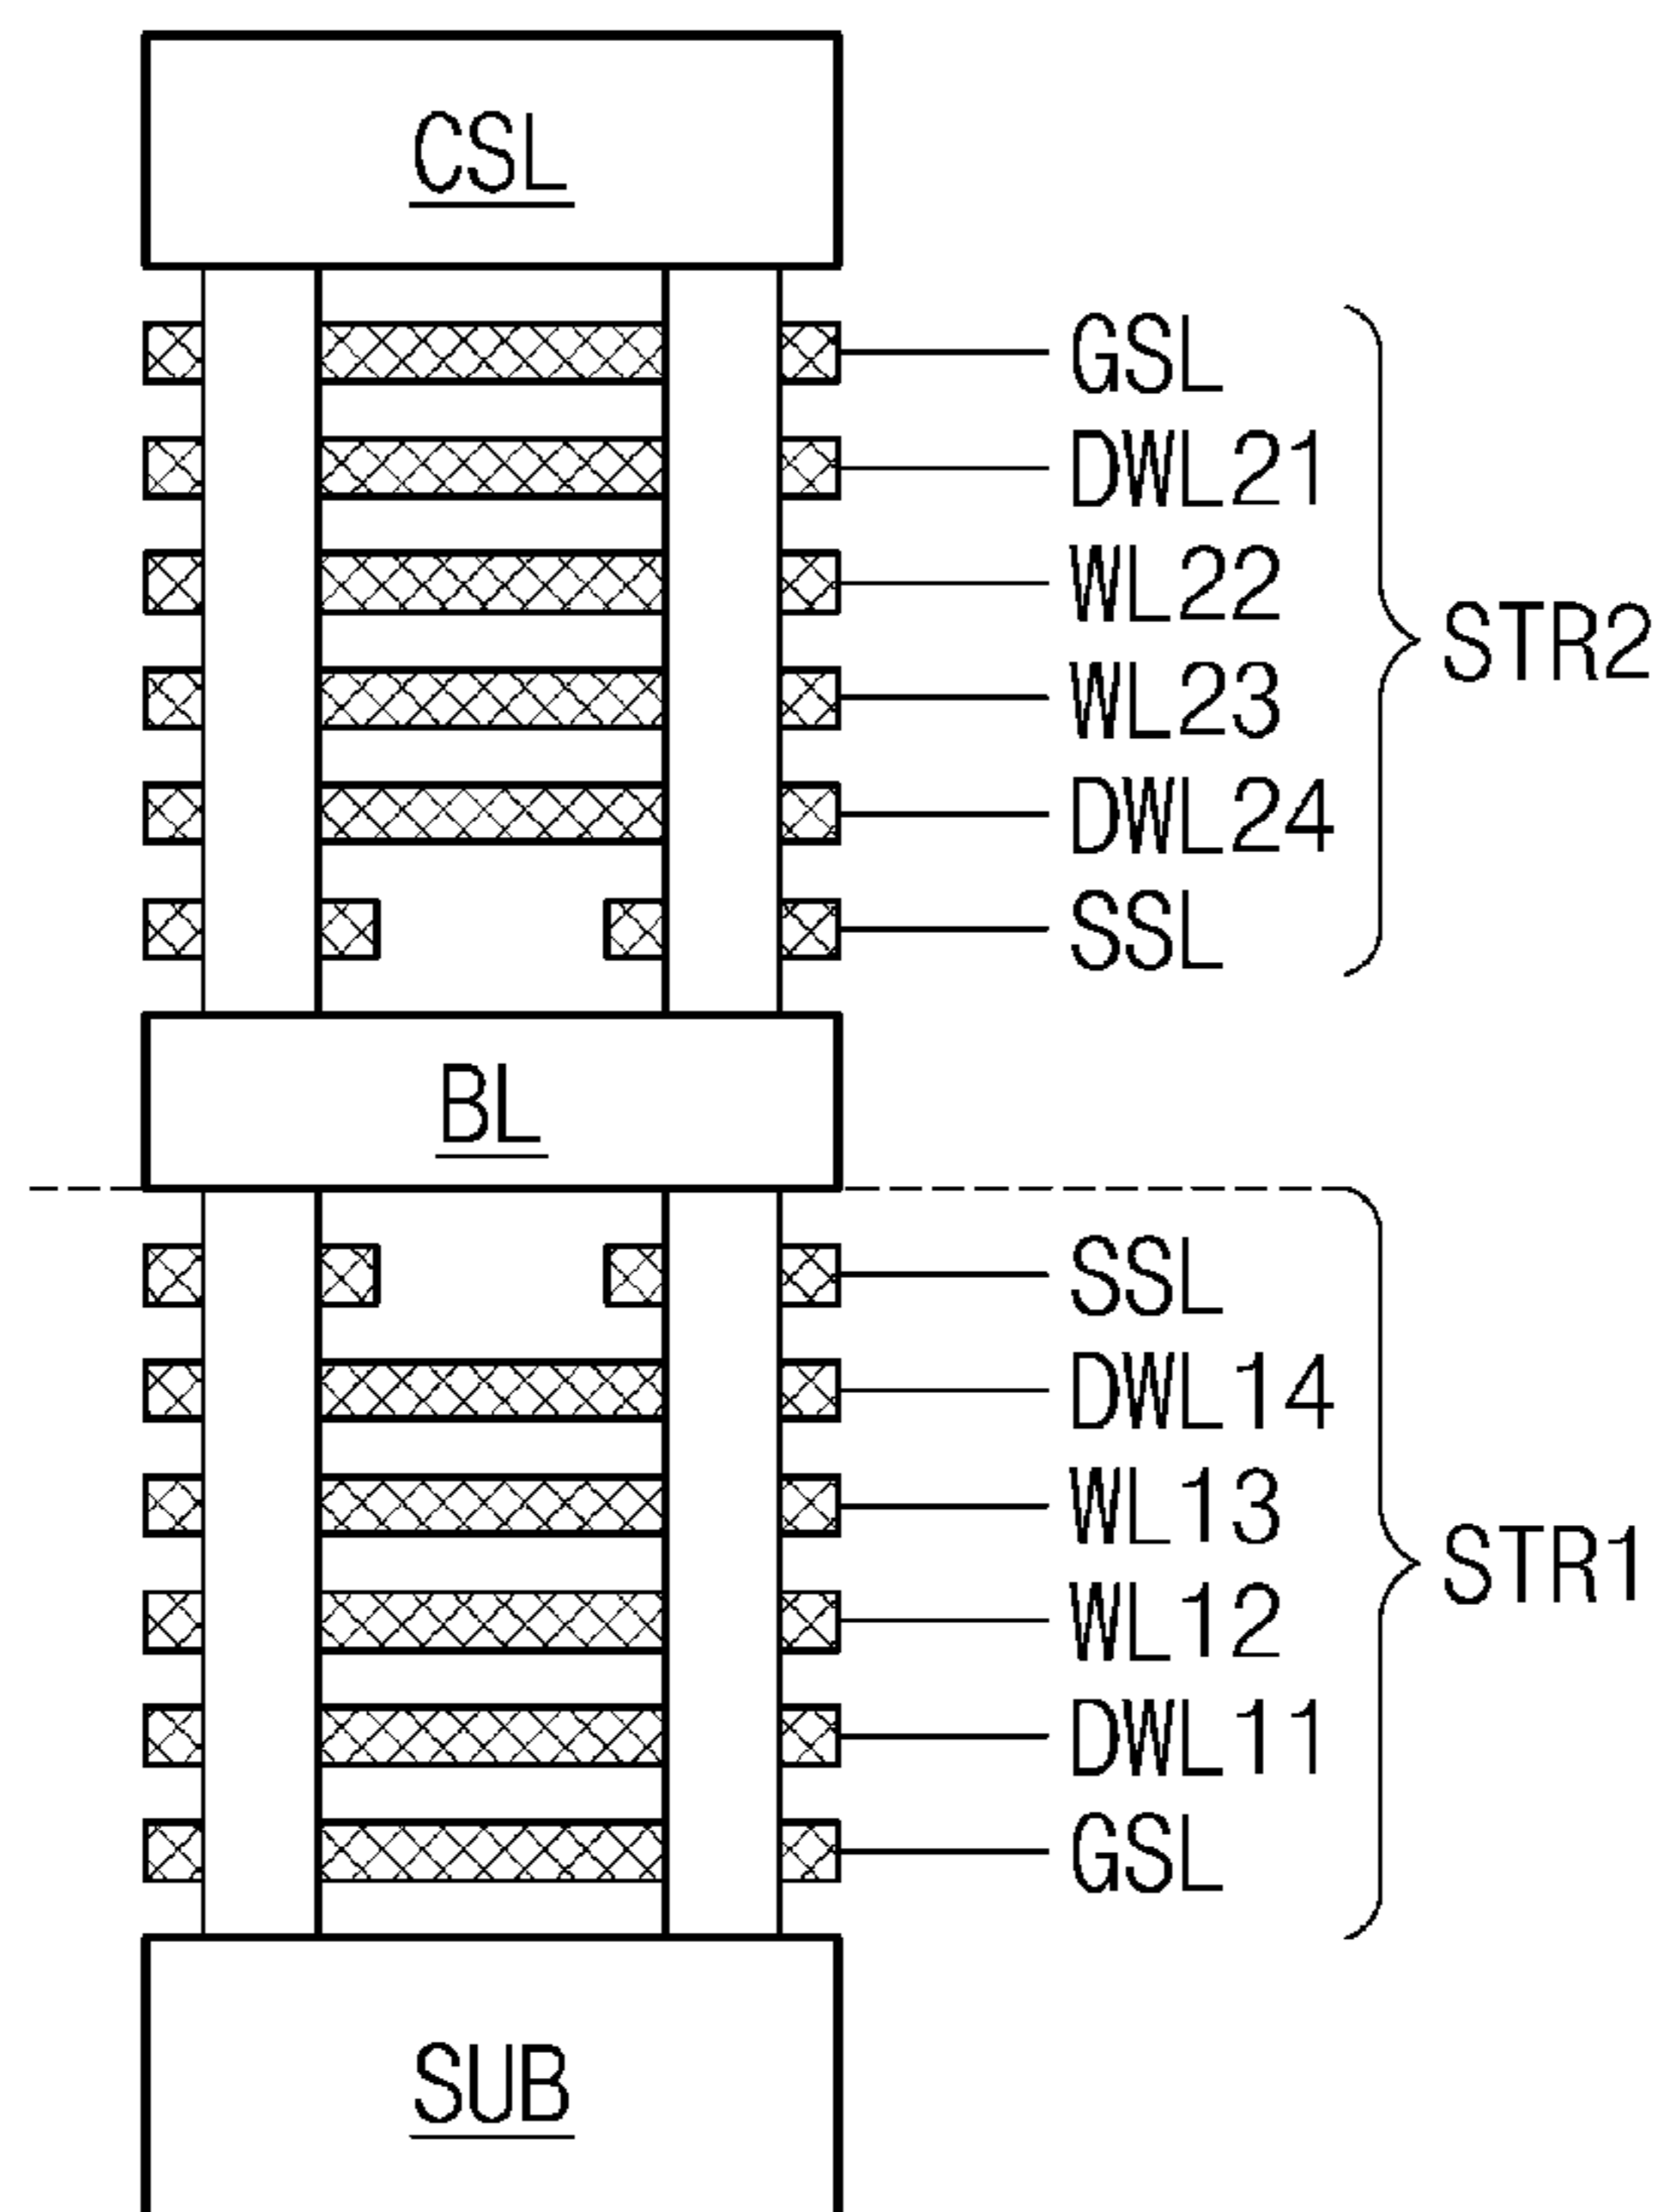 CSL
GSL
DWL21
WL22
WL23
DWL24
SSL
STR2
BL
SSL
DWL14
WL13
WL12
DWL11
GSL
STR1
SUB